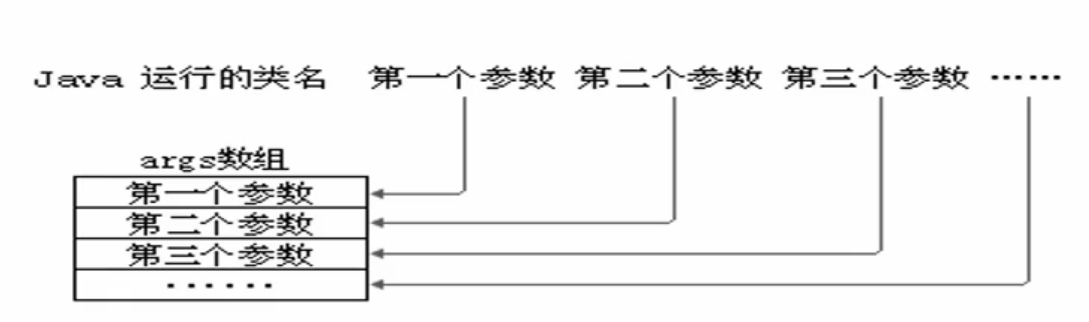 Java 运行的类名 第一个参数 第二个参数 第三个参数 ……
args数组
第一个参数
第二个参数
第三个参数
……